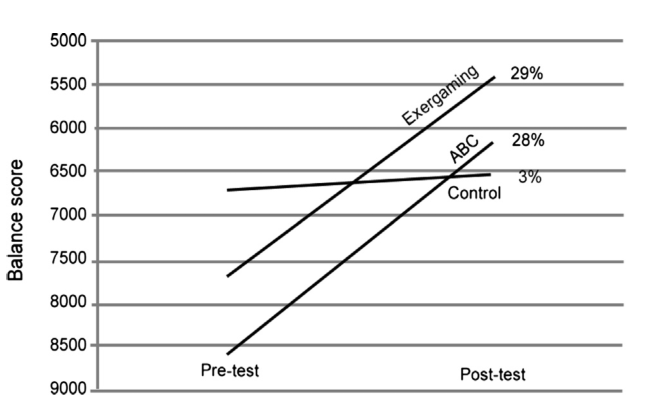 5000
5500
6000
6500
7000
7500
8000
8500
9000
Balance score
Exergaming
29%
ABC
28%
3%
Control
Pre-test
Post-test